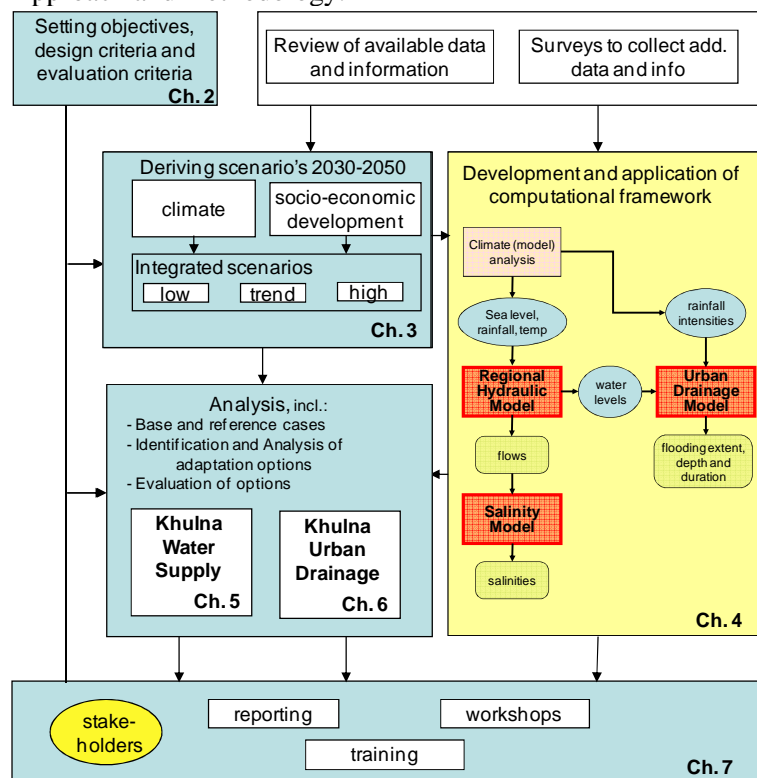 Approach and methodology:
Setting objectives,
design criteria and
evaluation criteria
Ch. 2
Review of available data
and information
Surveys to collect add.
data and info
Deriving scenario's 2030-2050
climate
socio-economic
development
Integrated scenarios
low
trend
high
Ch. 3
Development and application of
computational framework
Climate (model)
analysis
Sea level,
rainfall, temp
rainfall
intensities
Regional
Hydraulic
Model
water
levels
Urban
Drainage
Model
flows
flooding extent,
depth and
duration
Salinity
Model
salinities
Ch. 4
Analysis, incl.:
- Base and reference cases
- Identification and Analysis of
adaptation options
- Evaluation of options
Khulna
Water
Supply
Ch. 5
Khulna
Urban
Drainage
Ch. 6
stake-
holders
reporting
workshops
training
Ch. 7